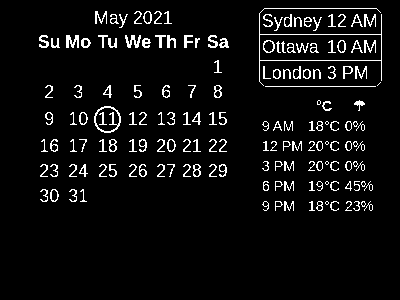 May 2021
Su Mo Tu We Th Fr Sa
1
2 3 4 5 6 7 8
9 10 11 12 13 14 15
16 17 18 19 20 21 22
23 24 25 26 27 28 29
30 31
Sydney 12 AM
Ottawa 10 AM
London 3 PM
°C ☂
9 AM 18°C 0%
12 PM 20°C 0%
3 PM 20°C 0%
6 PM 19°C 45%
9 PM 18°C 23%